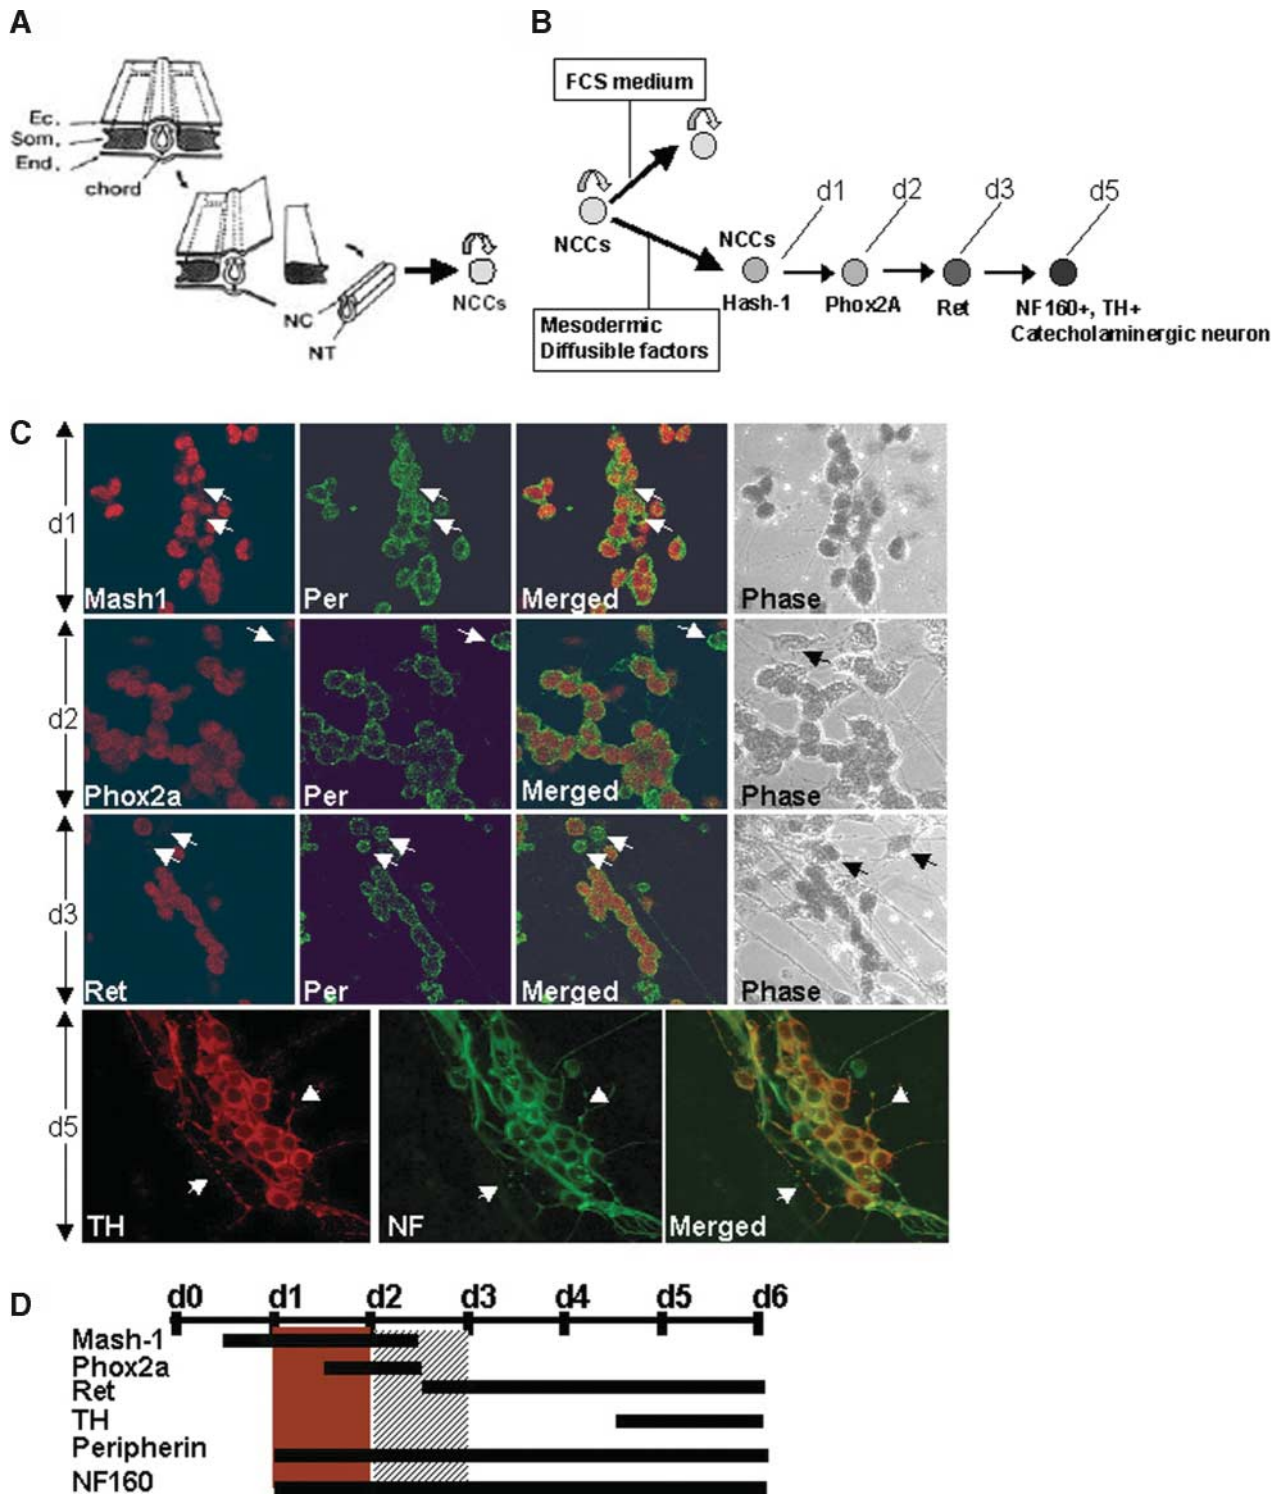 A
Ec.
Som.
End.
chord
NC
NT
NCCs
B
FCS medium
NCCs
Mesodermic
Diffusible factors
NCCs
Hash-1
d1
Phox2A
d2
Ret
d3
NF160+, TH+
Catecholaminergic neuron
d5
C
d1
Mash1
Per
Merged
Phase
d2
Phox2a
Per
Merged
Phase
d3
Ret
Per
Merged
Phase
d5
TH
NF
Merged
D
d0 d1 d2 d3 d4 d5 d6
Mash-1
Phox2a
Ret
TH
Peripherin
NF160